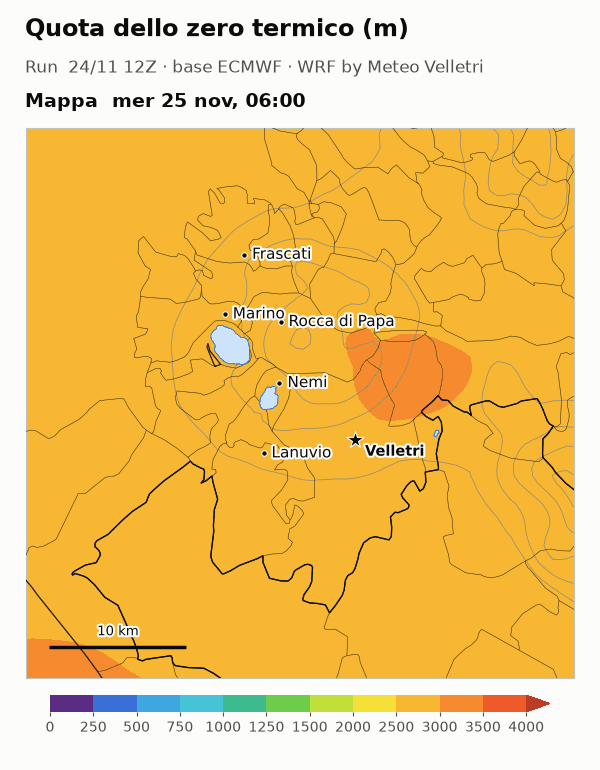 Quota dello zero termico (m)
Run  24/11 12Z · base ECMWF · WRF by Meteo Velletri
Mappa  mer 25 nov, 06:00
Frascati
Marino
Rocca di Papa
Nemi
Velletri
Lanuvio
10 km
0 250 500 750 1000 1250 1500 2000 2500 3000 3500 4000